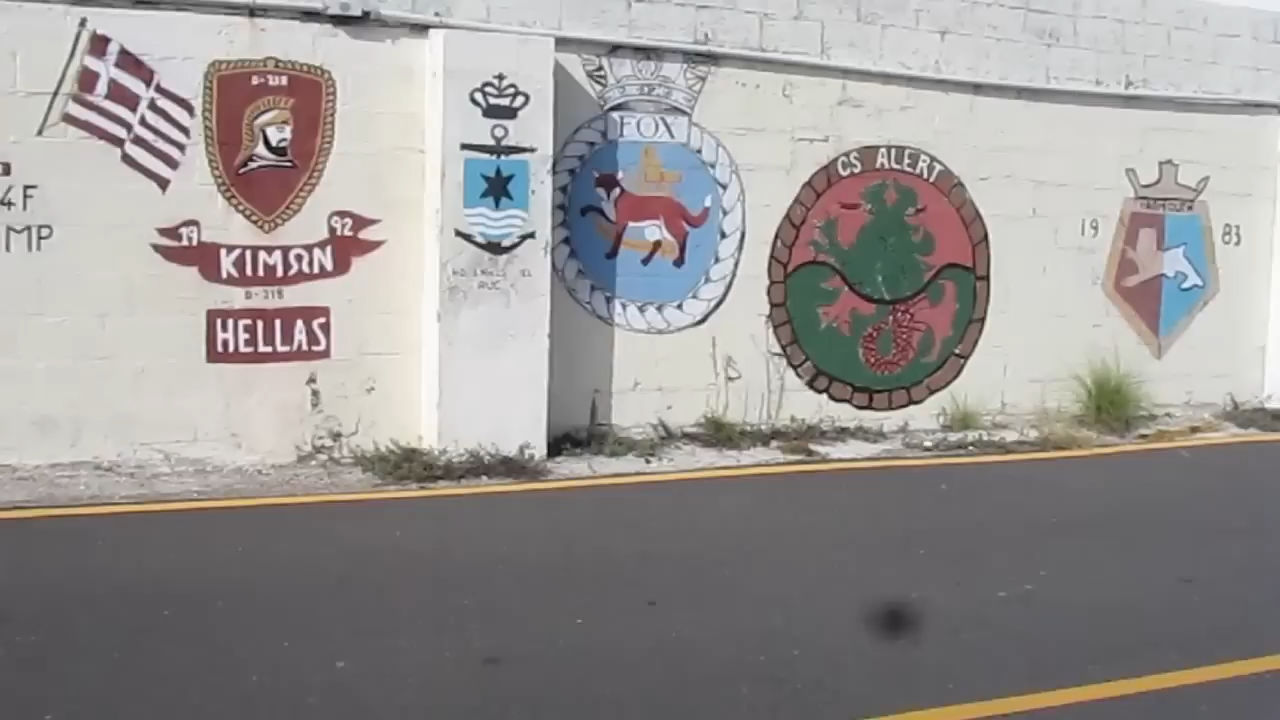 4F
MP
D-218
19 92
ΚΙΜΩΝ
D-218
HELLAS
FOX
CS ALERT
19 83